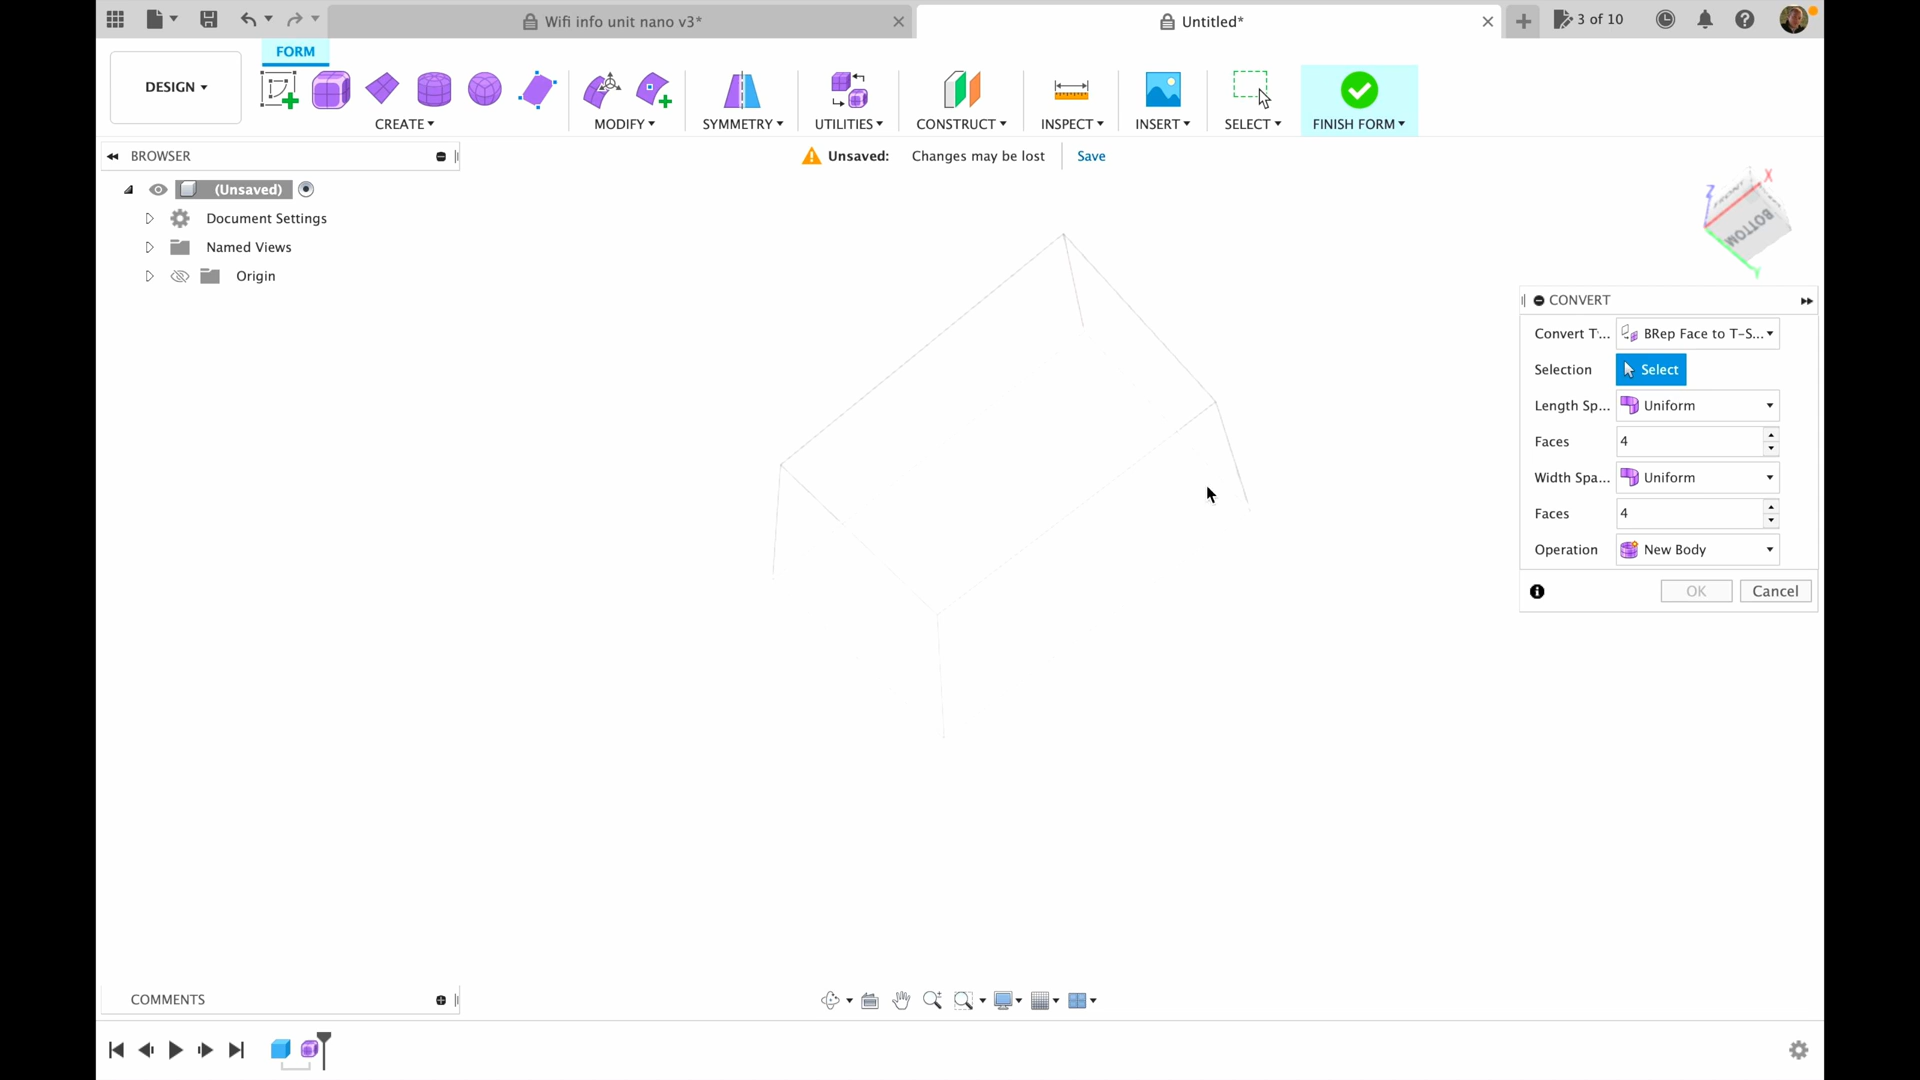 Wifi info unit nano v3*
Untitled*
3 of 10
FORM
DESIGN
CREATE
MODIFY
SYMMETRY
UTILITIES
CONSTRUCT
INSPECT
INSERT
SELECT
FINISH FORM
BROWSER
Unsaved: Changes may be lost Save
(Unsaved)
Document Settings
Named Views
Origin
X
Z
BOTTOM
Y
CONVERT
Convert T... BRep Face to T-S...
Selection Select
Length Sp... Uniform
Faces 4
Width Spa... Uniform
Faces 4
Operation New Body
OK Cancel
COMMENTS